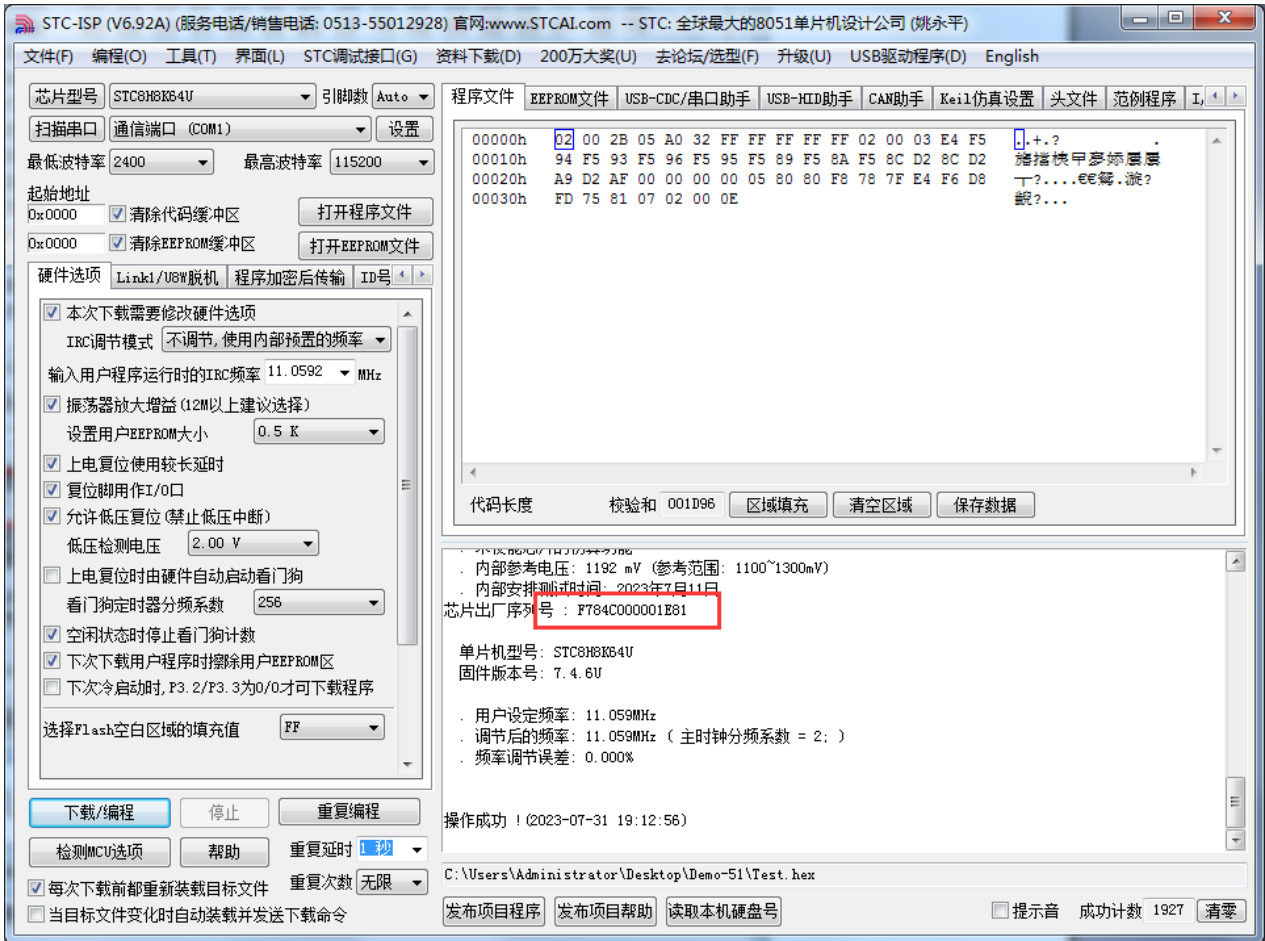 STC-ISP (V6.92A) (服务电话/销售电话: 0513-55012928) 官网:www.STCAI.com -- STC: 全球最大的8051单片机设计公司 (姚永平)
文件(F) 编程(O) 工具(T) 界面(L) STC调试接口(G) 资料下载(D) 200万大奖(U) 去论坛/选型(F) 升级(U) USB驱动程序(D) English
芯片型号 STC8H8K64U 引脚数 Auto
扫描串口 通信端口 (COM1) 设置
最低波特率 2400 最高波特率 115200
起始地址
0x0000 清除代码缓冲区 打开程序文件
0x0000 清除EEPROM缓冲区 打开EEPROM文件
硬件选项 Link1/U8W脱机 程序加密后传输 ID号
本次下载需要修改硬件选项
IRC调节模式 不调节,使用内部预置的频率
输入用户程序运行时的IRC频率 11.0592 MHz
振荡器放大增益(12M以上建议选择)
设置用户EEPROM大小 0.5 K
上电复位使用较长延时
复位脚用作I/O口
允许低压复位(禁止低压中断)
低压检测电压 2.00 V
上电复位时由硬件自动启动看门狗
看门狗定时器分频系数 256
空闲状态时停止看门狗计数
下次下载用户程序时擦除用户EEPROM区
下次冷启动时,P3.2/P3.3为0/0才可下载程序
选择Flash空白区域的填充值 FF
下载/编程 停止 重复编程
检测MCU选项 帮助 重复延时 1 秒
每次下载前都重新装载目标文件 重复次数 无限
当目标文件变化时自动装载并发送下载命令
程序文件 EEPROM文件 USB-CDC/串口助手 USB-HID助手 CAN助手 Keil仿真设置 头文件 范例程序 I,
00000h 02 00 2B 05 A0 32 FF FF FF FF FF 02 00 03 E4 F5 ..+.? .
00010h 94 F5 93 F5 96 F5 95 F5 89 F5 8A F5 8C D2 8C D2
00020h A9 D2 AF 00 00 00 00 05 80 80 F8 78 7F E4 F6 D8
00030h FD 75 81 07 02 00 0E
代码长度 校验和 001D96 区域填充 清空区域 保存数据
. 内部参考电压: 1192 mV (参考范围: 1100~1300mV)
. 内部安排测试时间: 2023年7月11日
芯片出厂序列号 : F784C000001E81
单片机型号: STC8H8K64U
固件版本号: 7.4.6U
. 用户设定频率: 11.059MHz
. 调节后的频率: 11.059MHz ( 主时钟分频系数 = 2; )
. 频率调节误差: 0.000%
操作成功 !(2023-07-31 19:12:56)
C:\Users\Administrator\Desktop\Demo-51\Test.hex
发布项目程序 发布项目帮助 读取本机硬盘号 提示音 成功计数 1927 清零